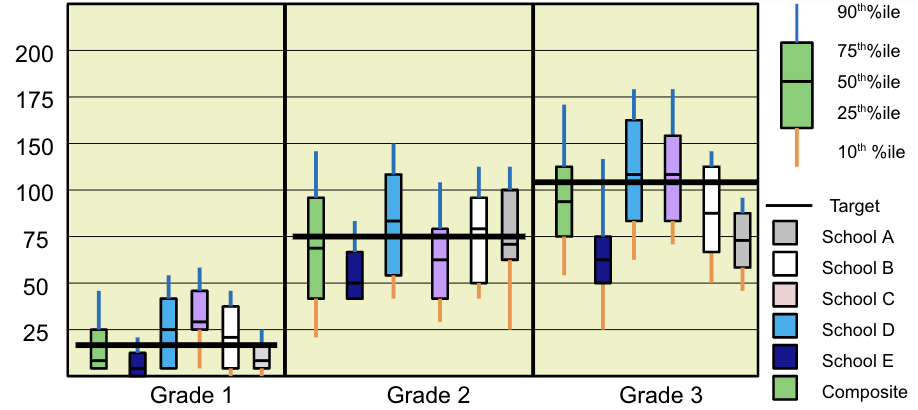 200
175
150
100
75
50
25
Grade 1
Grade 2
Grade 3
90th%ile
75th%ile
50th%ile
25th%ile
10th %ile
Target
School A
School B
School C
School D
School E
Composite